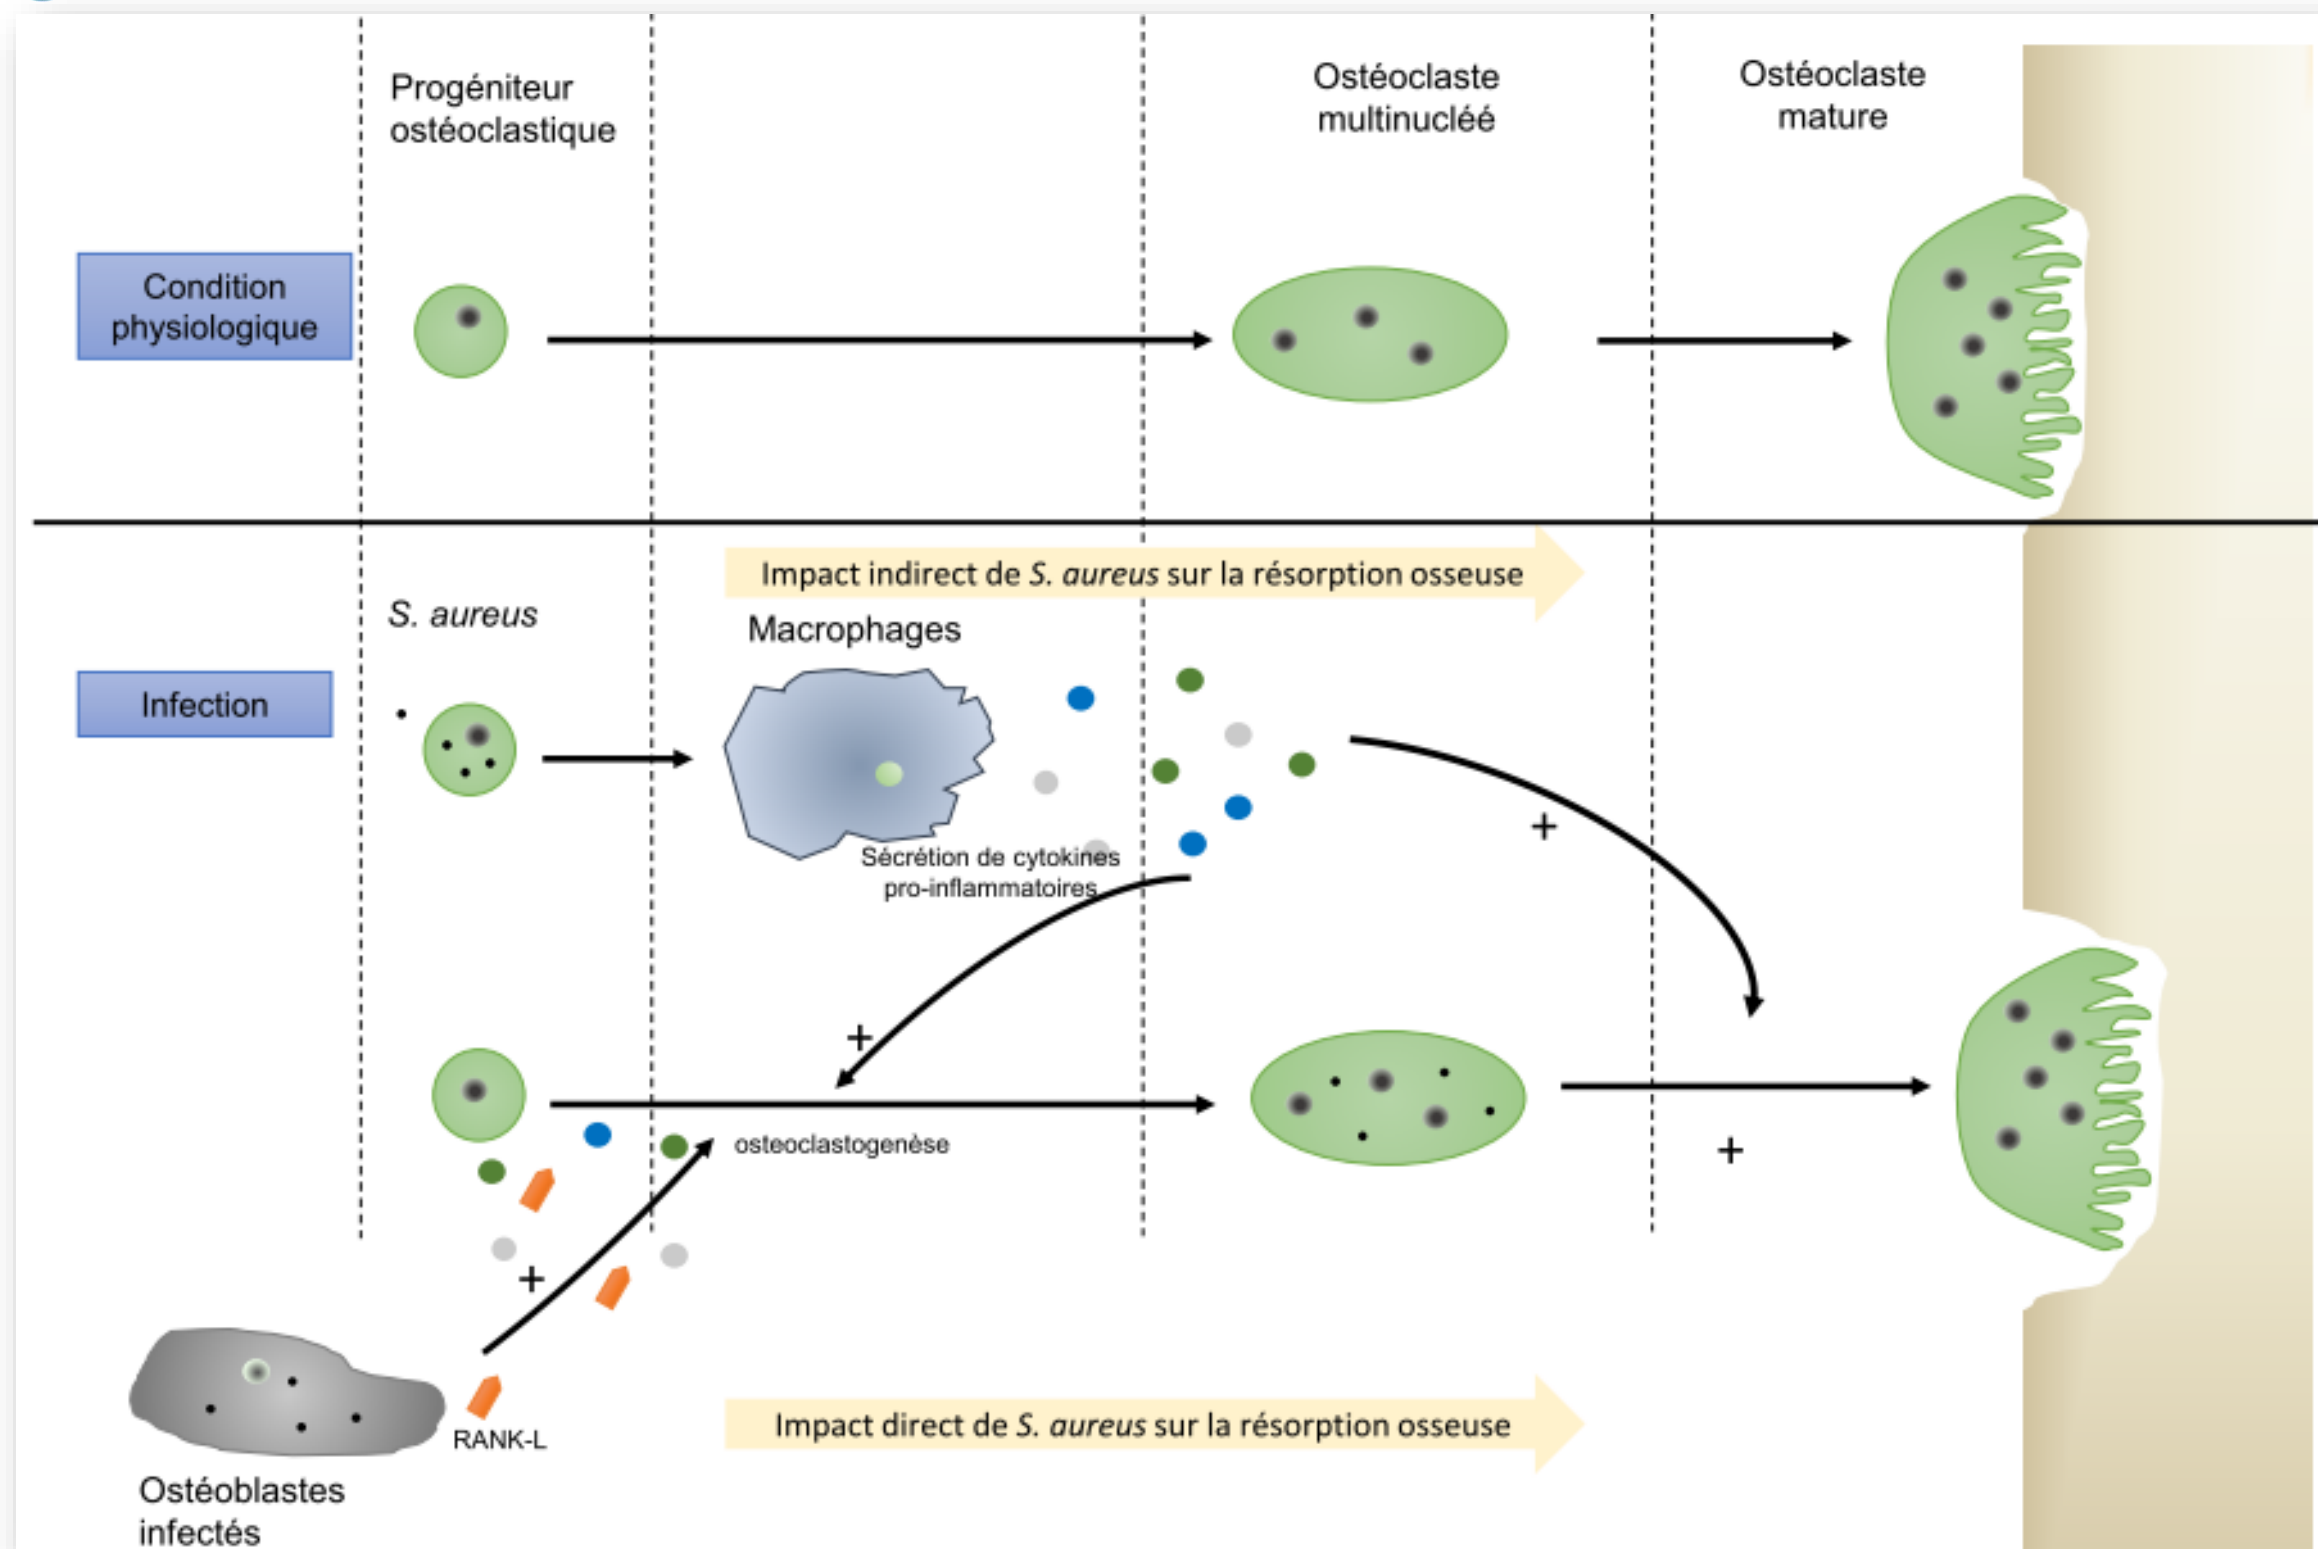 Progéniteur
ostéoclastique
Ostéoclaste
multinucléé
Ostéoclaste
mature
Condition
physiologique
Impact indirect de S. aureus sur la résorption osseuse
S. aureus
Macrophages
Infection
+
Sécrétion de cytokines
pro-inflammatoires
+
osteoclastogenèse
+
+
RANK-L
Impact direct de S. aureus sur la résorption osseuse
Ostéoblastes
infectés